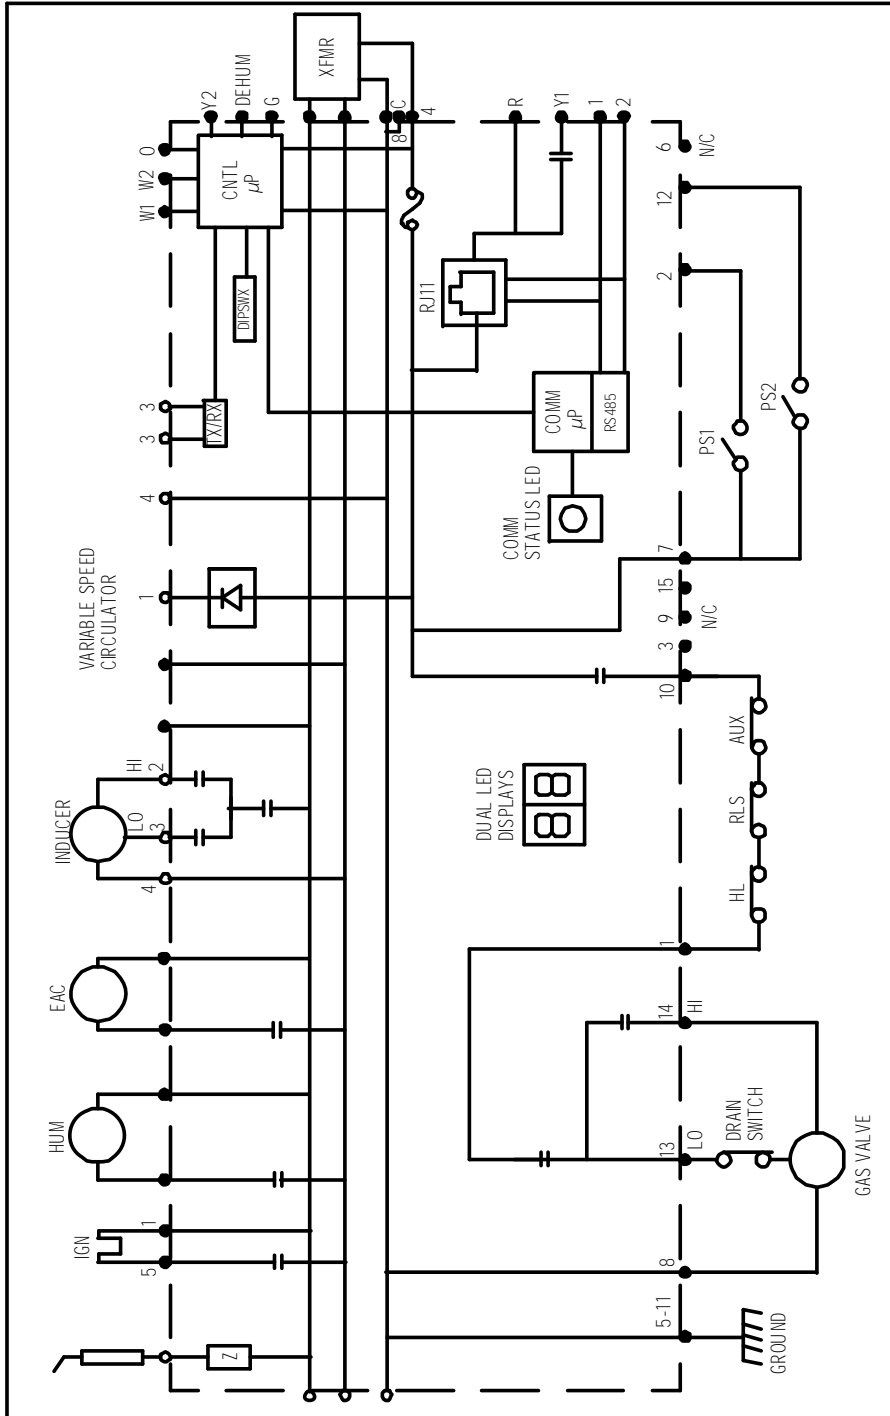 XFMR
Y2
DEHUM
G
8
C
4
R
Y1
1
2
6
N/C
12
2
O
W2
W1
CNTL
µP
DIPSWX
RJ11
3
3
TX/RX
COMM
µP
RS485
PS2
PS1
4
COMM
STATUS LED
7
15
9
N/C
3
10
VARIABLE SPEED
CIRCULATOR
1
HI
2
INDUCER
LO
3
4
DUAL LED
DISPLAYS
88
AUX
RLS
HL
1
EAC
14
HI
HUM
13
LO
DRAIN
SWITCH
GAS VALVE
IGN
1
5
8
5-11
Z
GROUND